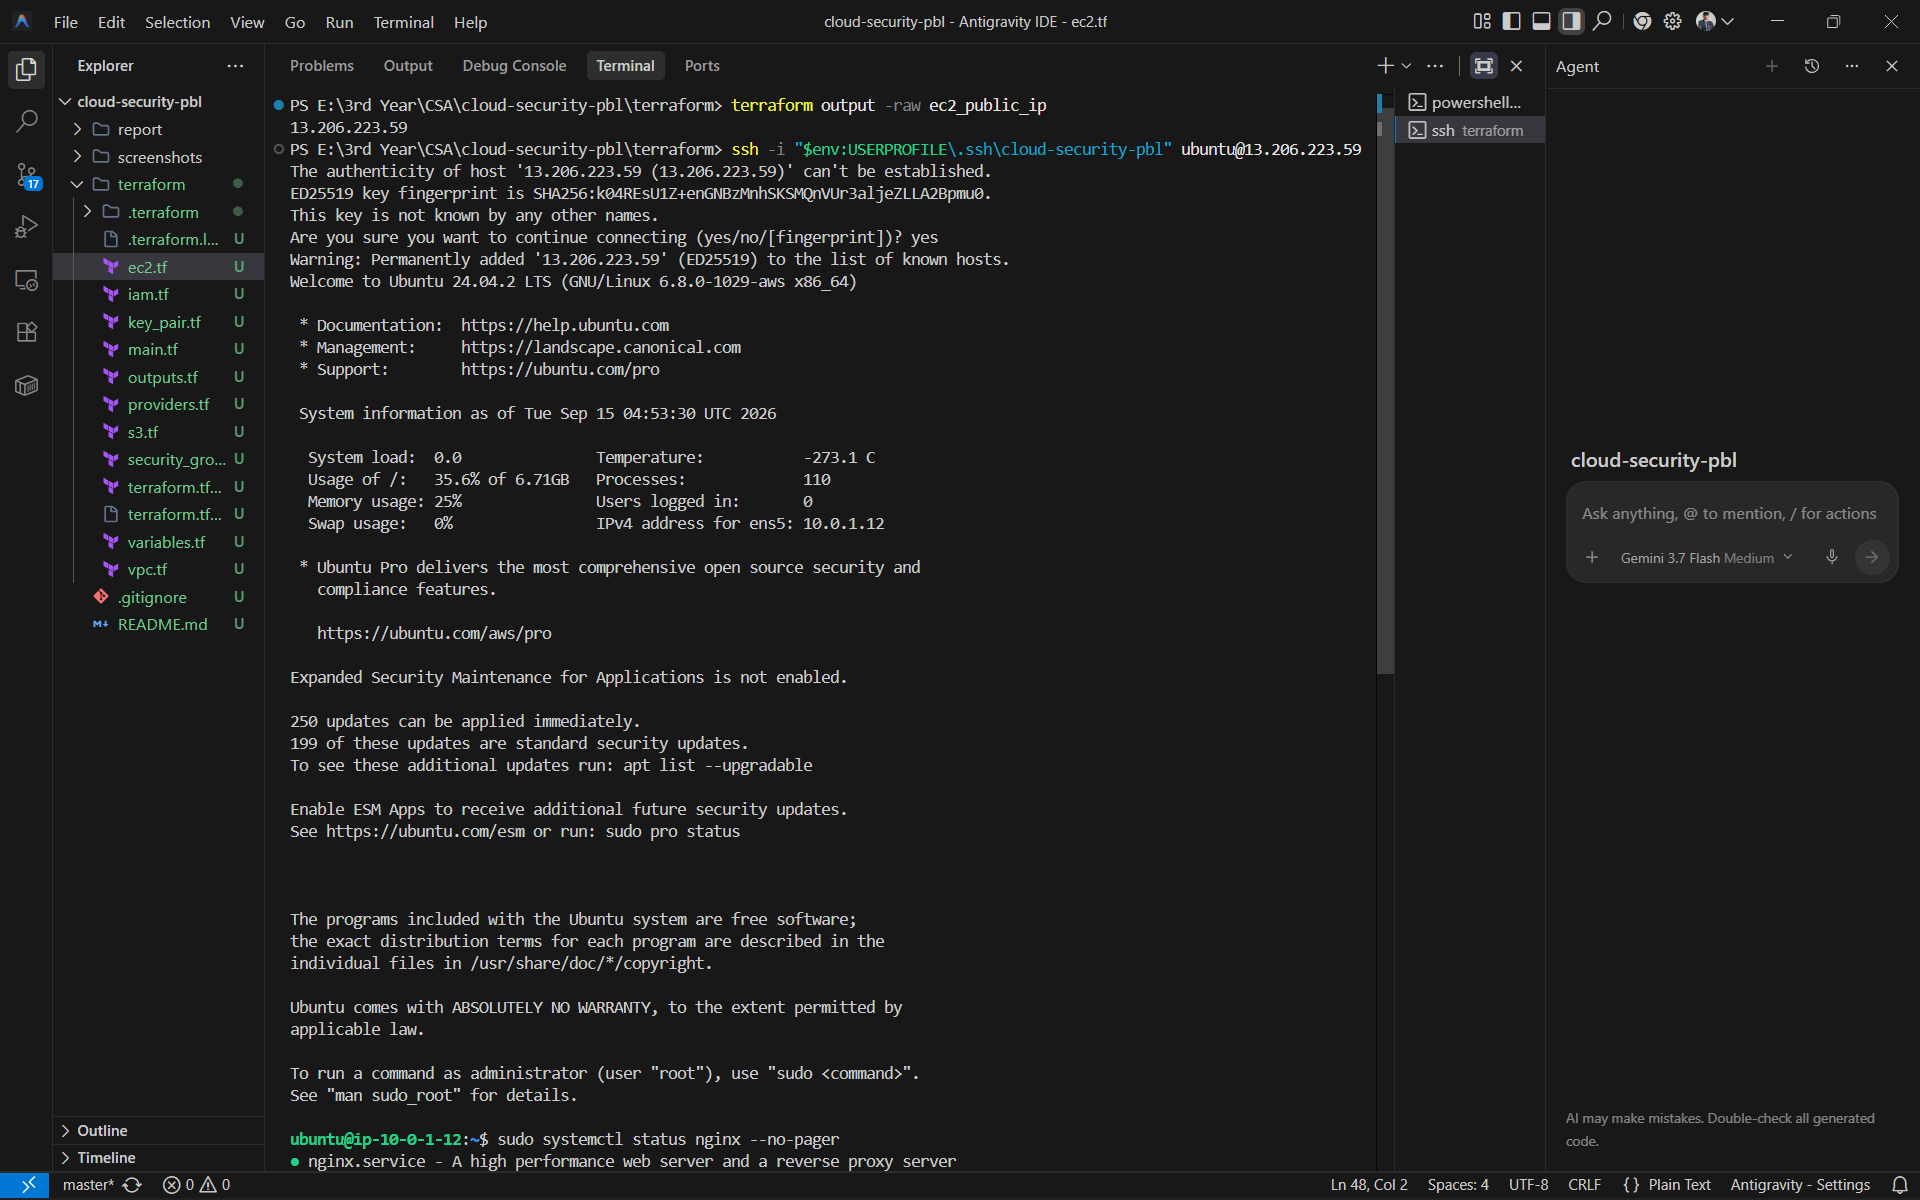 File Edit Selection View Go Run Terminal Help
cloud-security-pbl - Antigravity IDE - ec2.tf
Explorer
cloud-security-pbl
report
screenshots
terraform
.terraform
.terraform.l... U
ec2.tf U
iam.tf U
key_pair.tf U
main.tf U
outputs.tf U
providers.tf U
s3.tf U
security_gro... U
terraform.tf... U
terraform.tf... U
variables.tf U
vpc.tf U
.gitignore U
README.md U
17
Outline
Timeline
Problems Output Debug Console Terminal Ports
PS E:\3rd Year\CSA\cloud-security-pbl\terraform> terraform output -raw ec2_public_ip
13.206.223.59
PS E:\3rd Year\CSA\cloud-security-pbl\terraform> ssh -i "$env:USERPROFILE\.ssh\cloud-security-pbl" ubuntu@13.206.223.59
The authenticity of host '13.206.223.59 (13.206.223.59)' can't be established.
ED25519 key fingerprint is SHA256:k04REsU1Z+enGNBzMnhSKSMQnVUr3aljeZLLA2Bpmu0.
This key is not known by any other names.
Are you sure you want to continue connecting (yes/no/[fingerprint])? yes
Warning: Permanently added '13.206.223.59' (ED25519) to the list of known hosts.
Welcome to Ubuntu 24.04.2 LTS (GNU/Linux 6.8.0-1029-aws x86_64)
* Documentation: https://help.ubuntu.com
* Management: https://landscape.canonical.com
* Support: https://ubuntu.com/pro
System information as of Tue Sep 15 04:53:30 UTC 2026
System load: 0.0 Temperature: -273.1 C
Usage of /: 35.6% of 6.71GB Processes: 110
Memory usage: 25% Users logged in: 0
Swap usage: 0% IPv4 address for ens5: 10.0.1.12
* Ubuntu Pro delivers the most comprehensive open source security and
compliance features.
https://ubuntu.com/aws/pro
Expanded Security Maintenance for Applications is not enabled.
250 updates can be applied immediately.
199 of these updates are standard security updates.
To see these additional updates run: apt list --upgradable
Enable ESM Apps to receive additional future security updates.
See https://ubuntu.com/esm or run: sudo pro status
The programs included with the Ubuntu system are free software;
the exact distribution terms for each program are described in the
individual files in /usr/share/doc/*/copyright.
Ubuntu comes with ABSOLUTELY NO WARRANTY, to the extent permitted by
applicable law.
To run a command as administrator (user "root"), use "sudo <command>".
See "man sudo_root" for details.
ubuntu@ip-10-0-1-12:~$ sudo systemctl status nginx --no-pager
● nginx.service - A high performance web server and a reverse proxy server
powershell...
ssh terraform
Agent
cloud-security-pbl
Ask anything, @ to mention, / for actions
Gemini 3.7 Flash Medium
AI may make mistakes. Double-check all generated
code.
master* 0 0
Ln 48, Col 2 Spaces: 4 UTF-8 CRLF {} Plain Text Antigravity - Settings